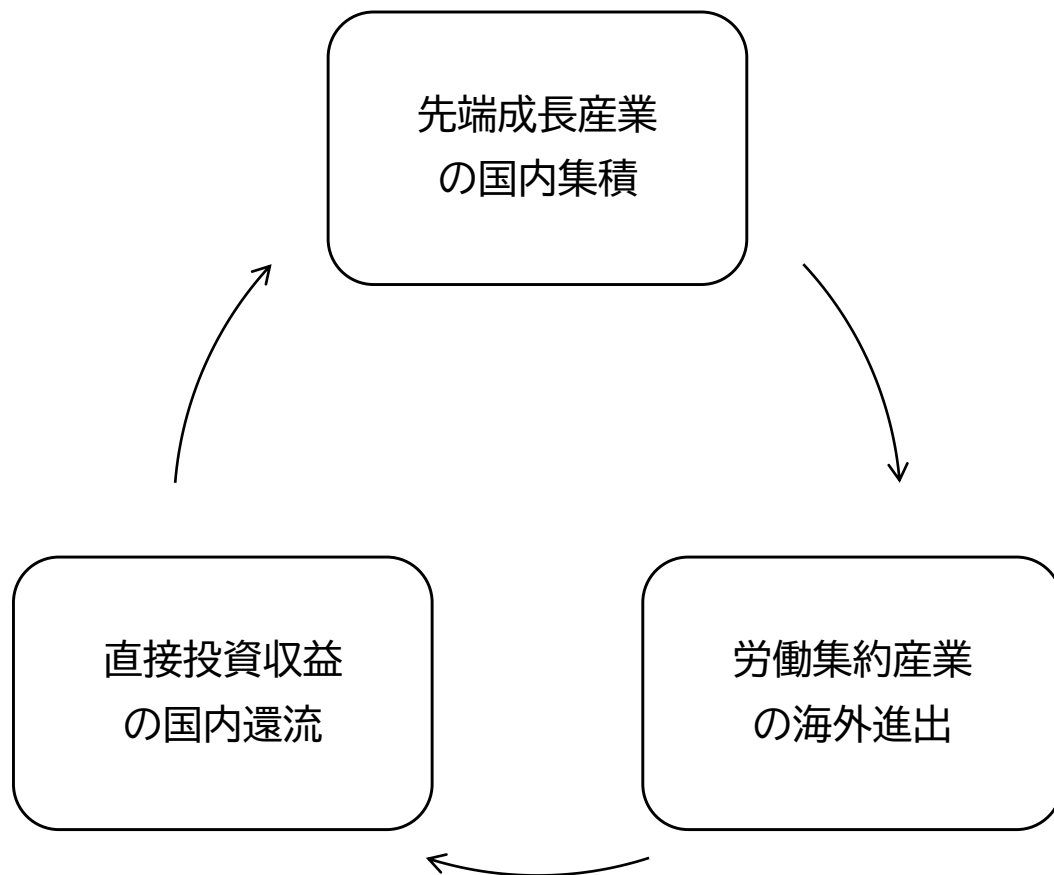 先端成長産業
の国内集積
直接投資収益
の国内還流
労働集約産業
の海外進出